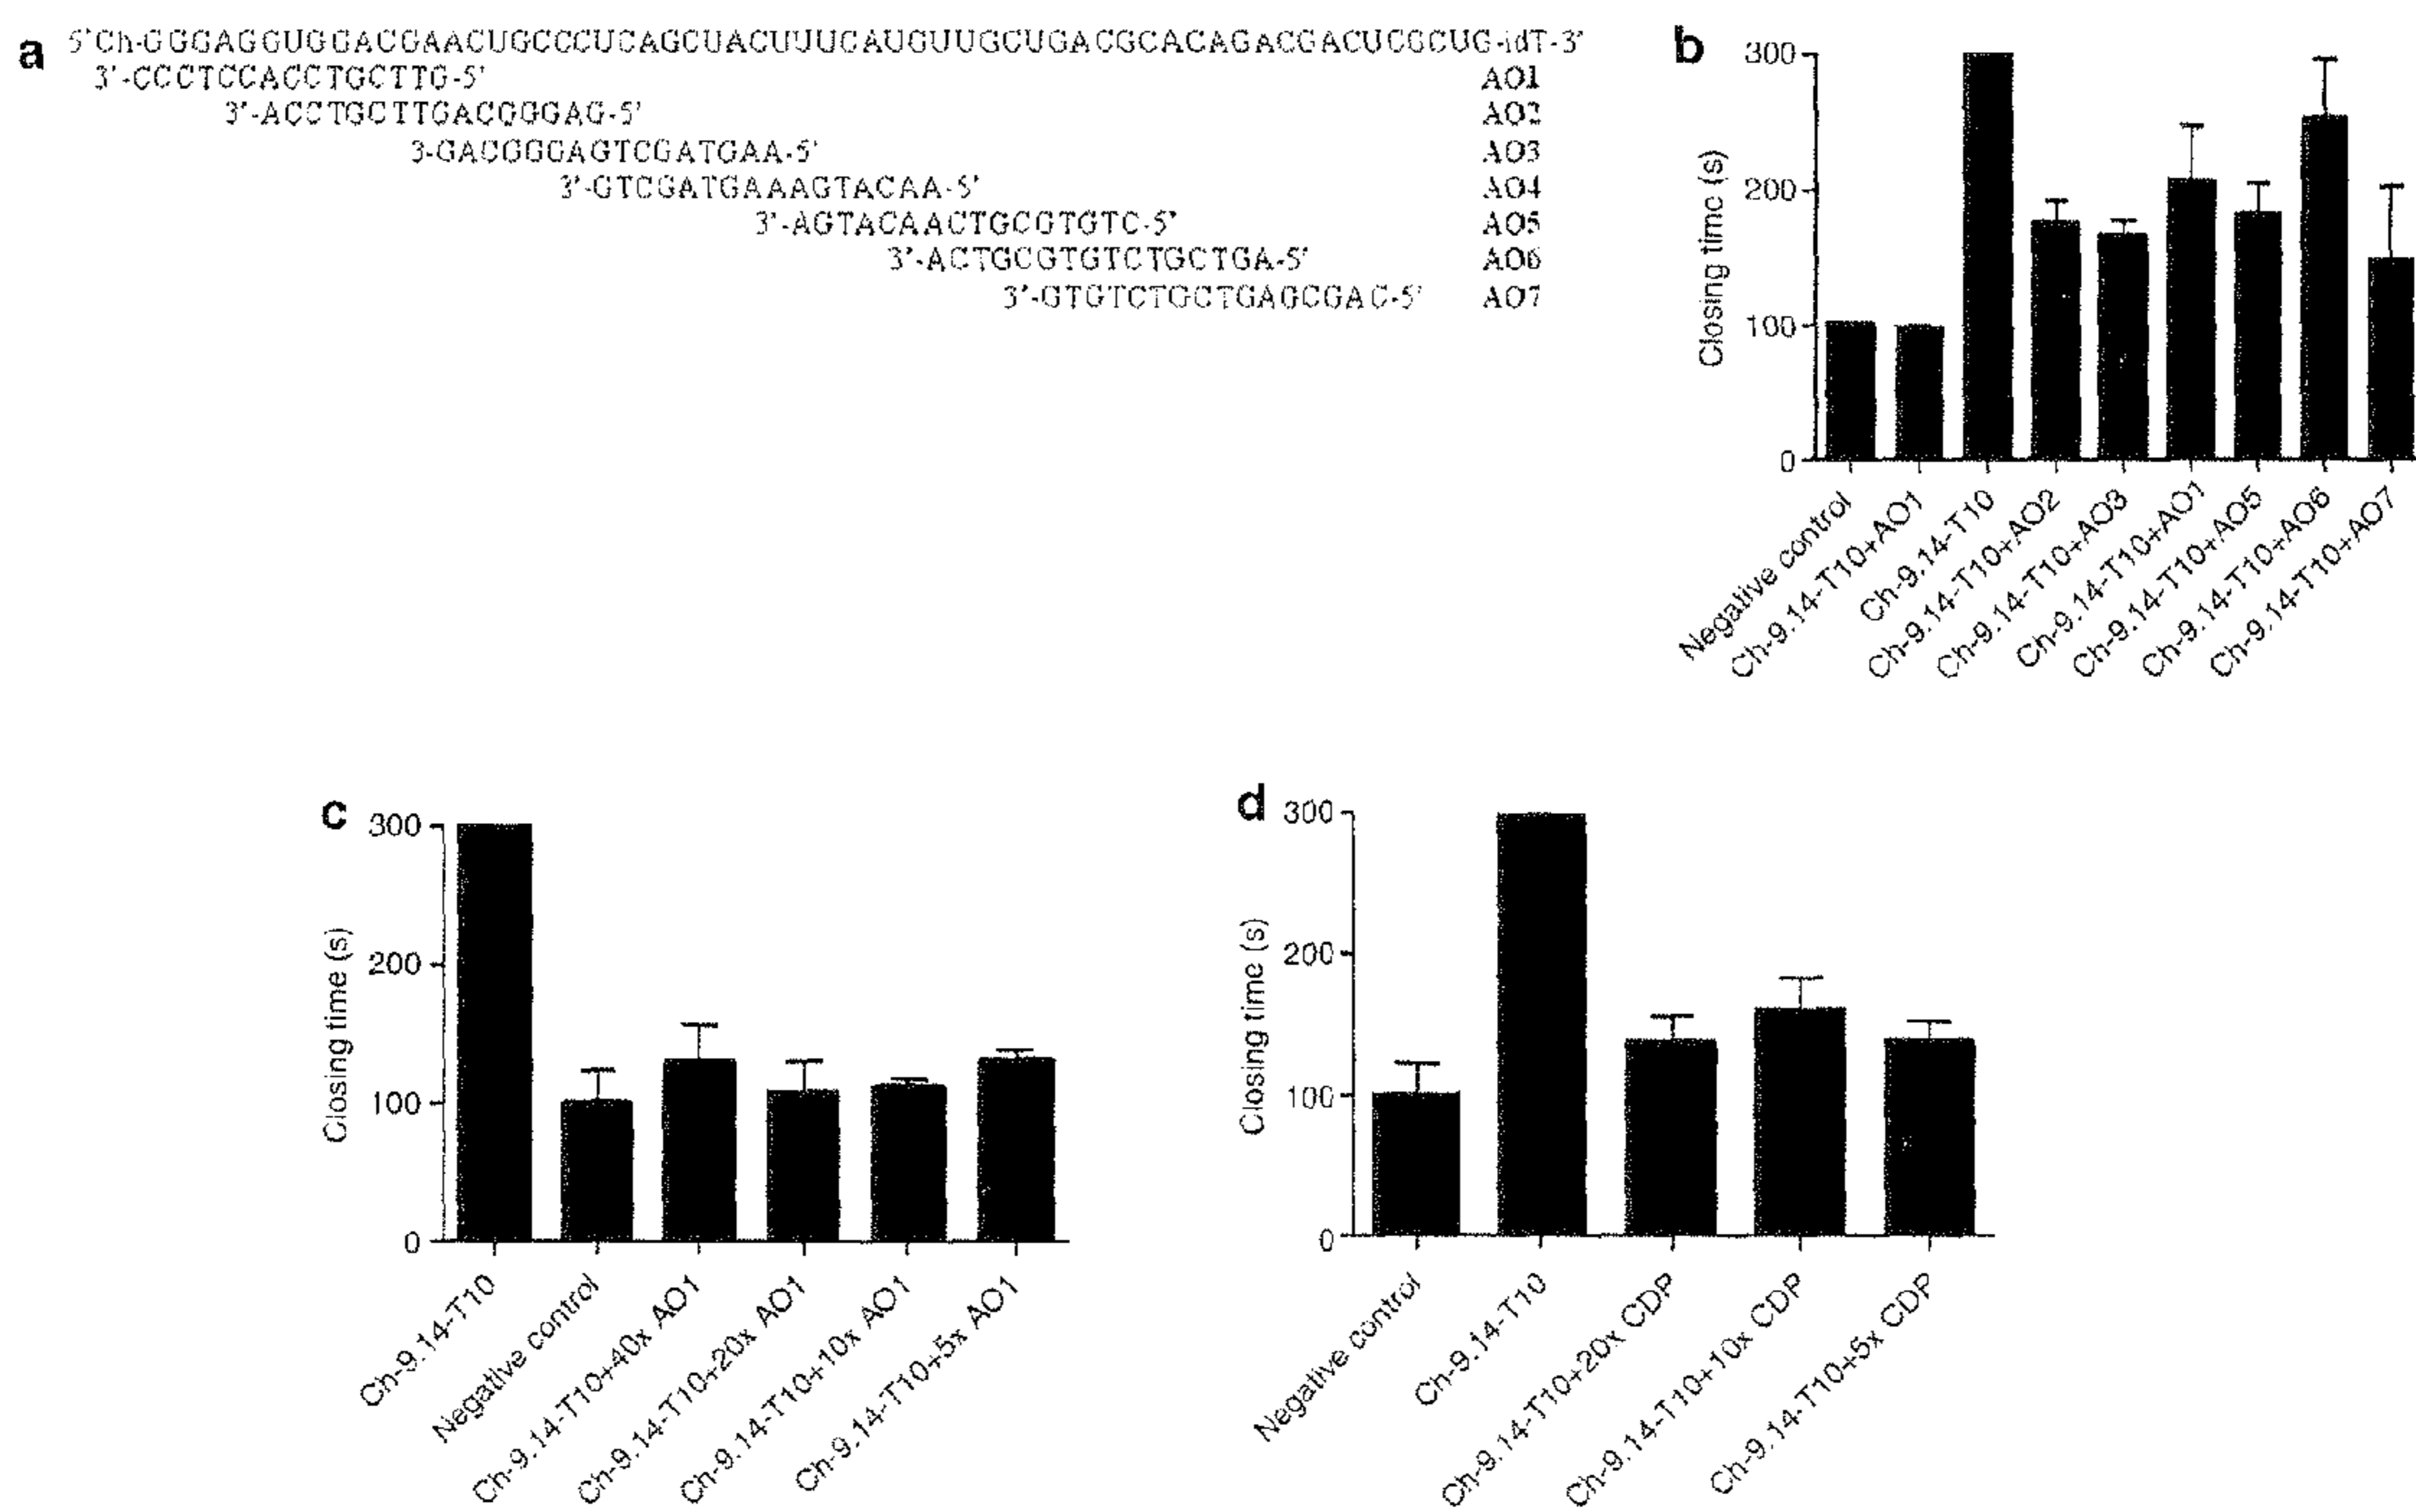 a
5'Ch-GGGAGGUGGACGAACUGCCCUCAGCUACUUUCAUGUUGCUGACGCACAGACGACUCGCUG-idT-3'
3'-CCCTCCACCTGCTTG-5' AO1
3'-ACCTGCTTGACGGGAG-5' AO2
3-GACGGGAGTCGATGAA-5' AO3
3'-GTCGATGAAAGTACAA-5' AO4
3'-AGTACAACTGCGTGTC-5' AO5
3'-ACTGCGTGTCTGCTGA-5' AO6
3'-GTGTCTGCTGAGCGAC-5' AO7
b
Closing time (s)
300
200
100
0
Negative control
Ch-9.14-T10+AO1
Ch-9.14-T10
Ch-9.14-T10+AO2
Ch-9.14-T10+AO3
Ch-9.14-T10+AO1
Ch-9.14-T10+AO5
Ch-9.14-T10+AO6
Ch-9.14-T10+AO7
c
Closing time (s)
300
200
100
0
Ch-9.14-T10
Negative control
Ch-9.14-T10+40x AO1
Ch-9.14-T10+20x AO1
Ch-9.14-T10+10x AO1
Ch-9.14-T10+5x AO1
d
Closing time (s)
300
200
100
0
Negative control
Ch-9.14-T10
Ch-9.14-T10+20x CDP
Ch-9.14-T10+10x CDP
Ch-9.14-T10+5x CDP